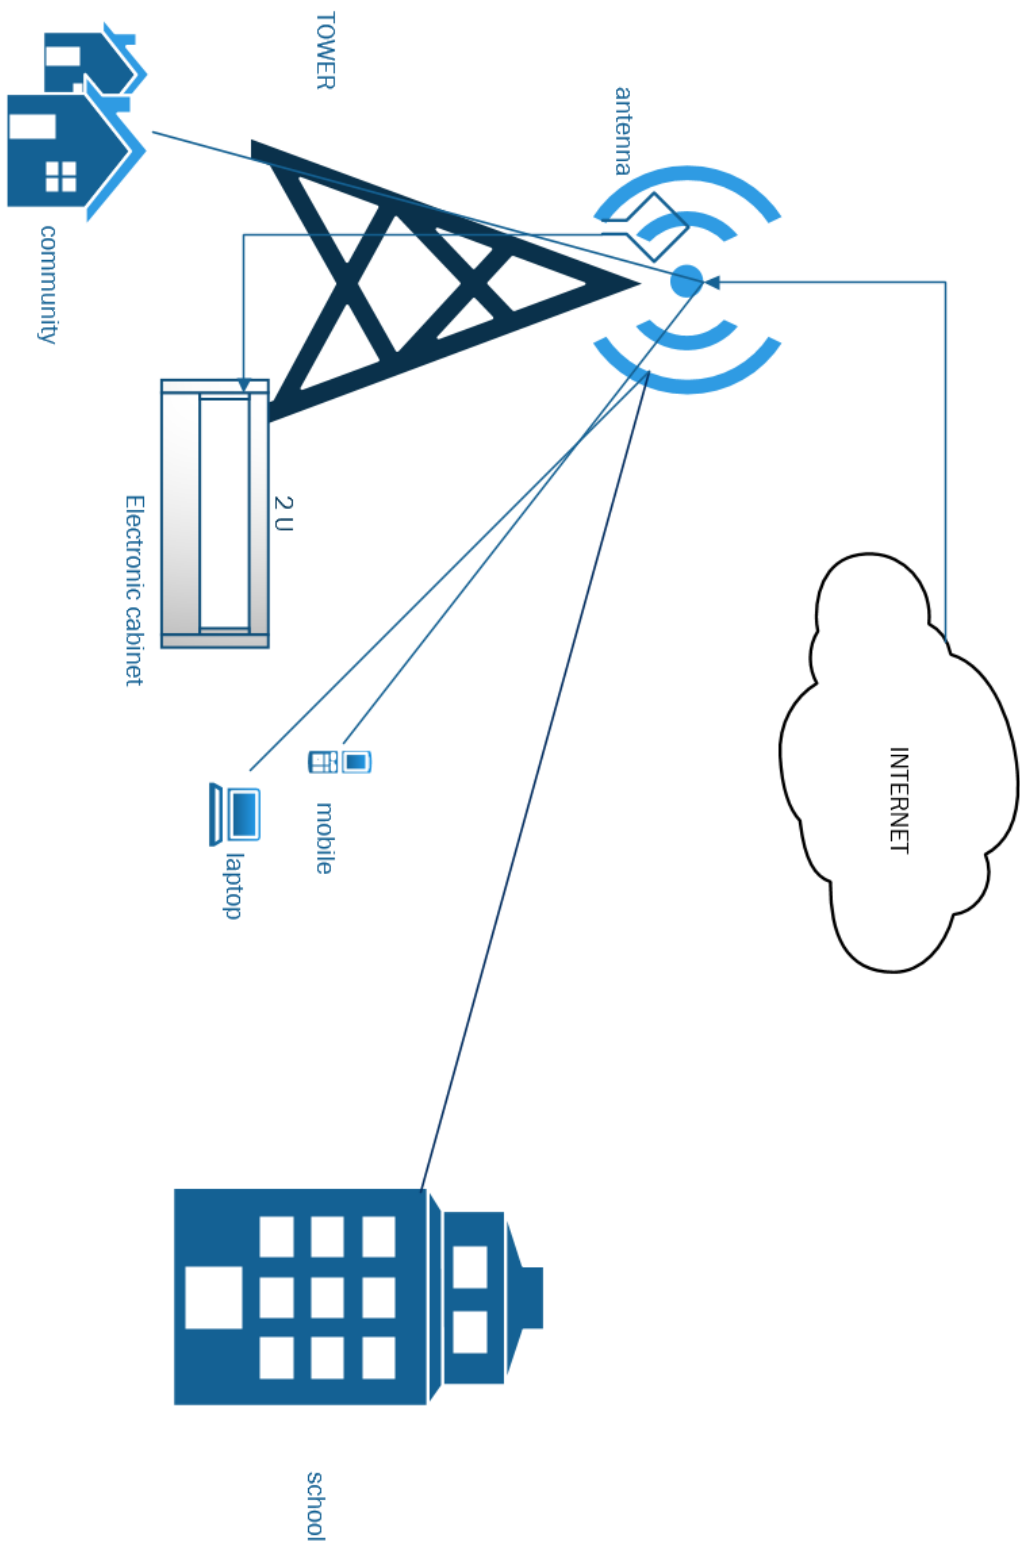 INTERNET
antenna
TOWER
mobile
school
2 U
laptop
Electronic cabinet
community